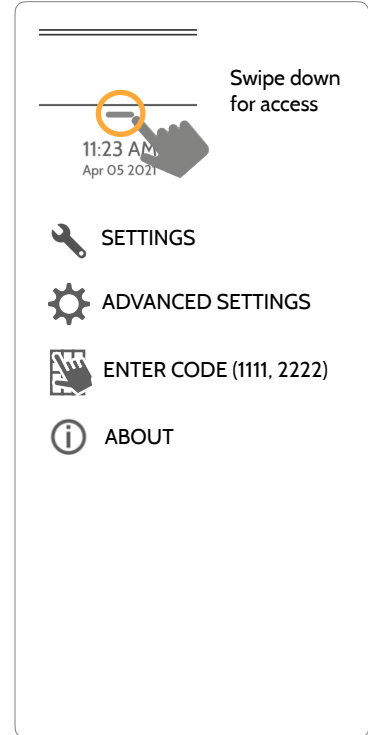 Swipe down
for access
11:23 AM
Apr 05 2021
SETTINGS
ADVANCED SETTINGS
ENTER CODE (1111, 2222)
ABOUT